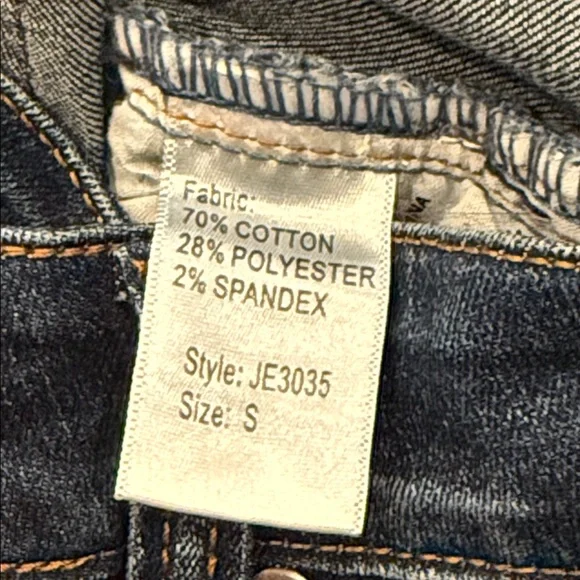 Fabric:
70% COTTON
28% POLYESTER
2% SPANDEX
Style: JE3035
Size: S